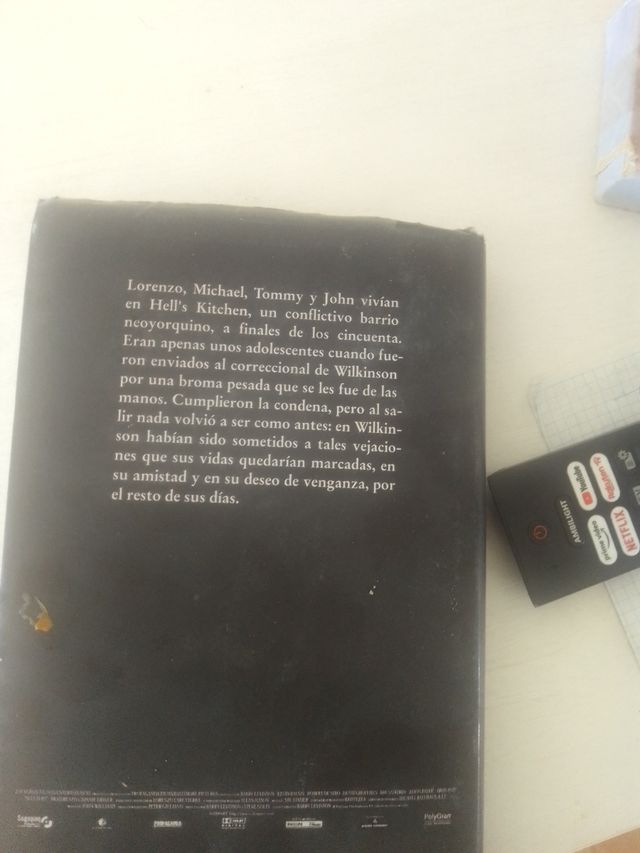 Lorenzo, Michael, Tommy y John vivían
en Hell's Kitchen, un conflictivo barrio
neoyorquino, a finales de los cincuenta.
Eran apenas unos adolescentes cuando fue-
ron enviados al correccional de Wilkinson
por una broma pesada que se les fue de las
manos. Cumplieron la condena, pero al sa-
lir nada volvió a ser como antes: en Wilkin-
son habían sido sometidos a tales vejacio-
nes que sus vidas quedarían marcadas, en
su amistad y en su deseo de venganza, por
el resto de sus días.
PolyGram
AMBILIGHT
YouTube
Rakuten TV
prime video
NETFLIX